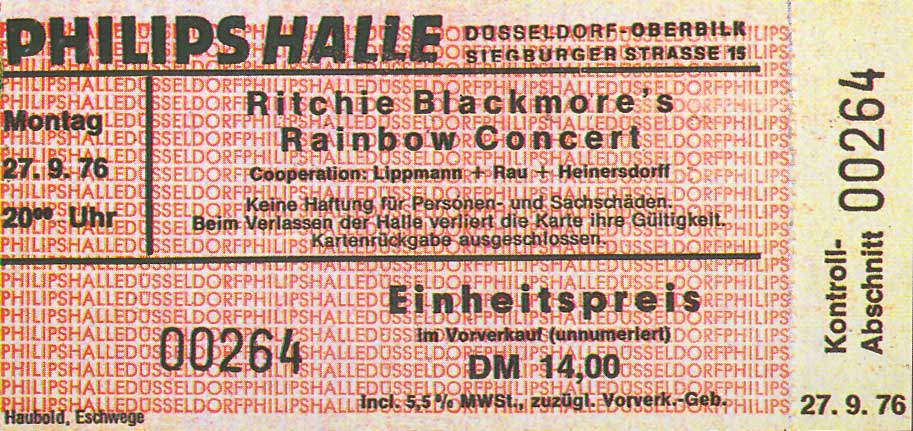 PHILIPS HALLE
DÜSSELDORF-OBERBILK
SIEGBURGER STRASSE 15
Montag
27. 9. 76
20⁰⁰ Uhr
Ritchie Blackmore's
Rainbow Concert
Cooperation: Lippmann + Rau + Heinersdorff
Keine Haftung für Personen- und Sachschäden.
Beim Verlassen der Halle verliert die Karte ihre Gültigkeit.
Kartenrückgabe ausgeschlossen.
00264
Einheitspreis
im Vorverkauf (unnumeriert)
DM 14,00
Incl. 5,5 % MWSt., zuzügl. Vorverk.-Geb.
Haubold, Eschwege
Kontroll-
Abschnitt 00264
27. 9. 76